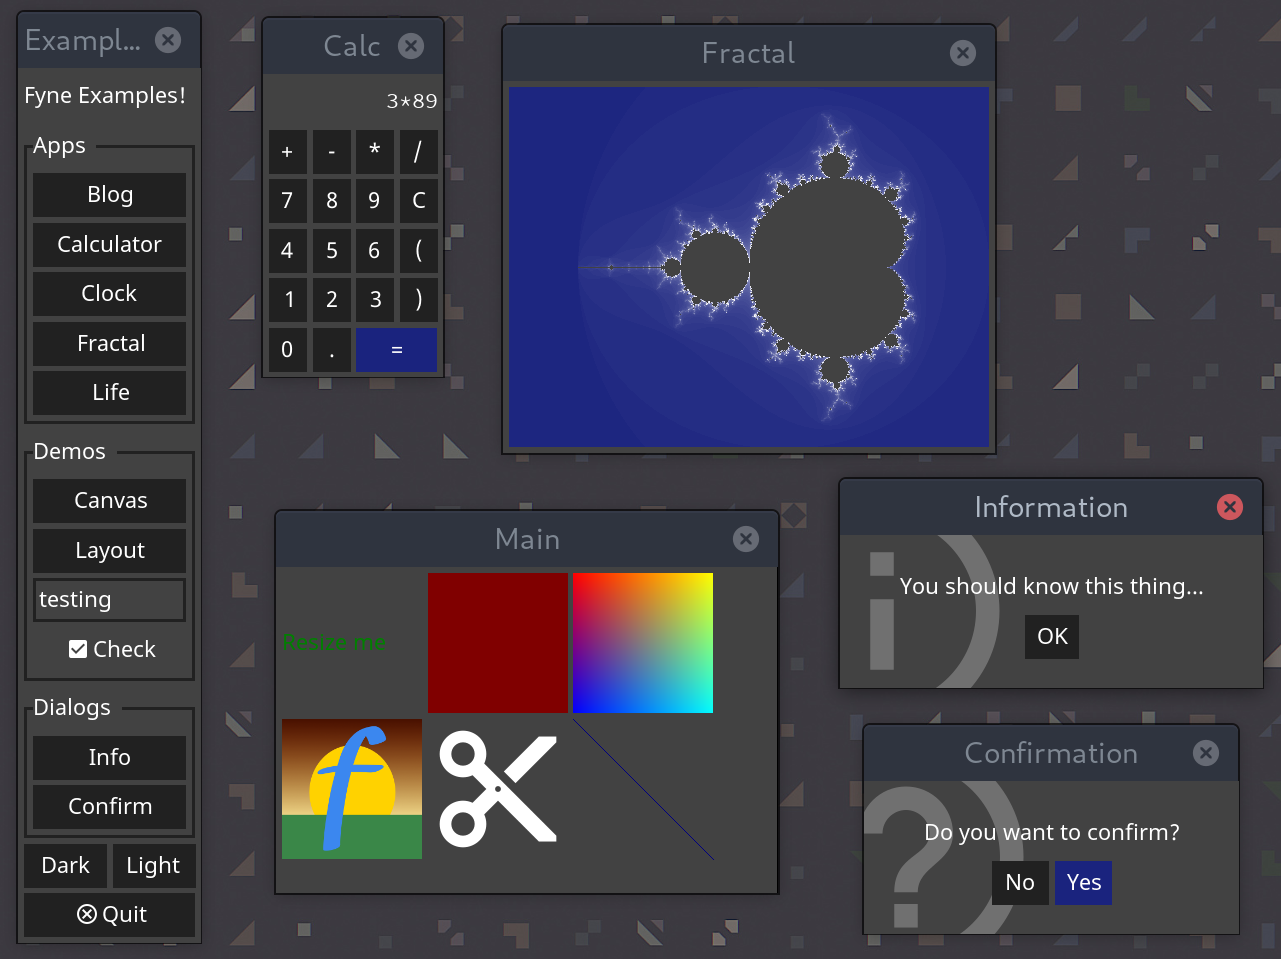 Exampl...
Fyne Examples!
Apps
Blog
Calculator
Clock
Fractal
Life
Demos
Canvas
Layout
testing
Check
Dialogs
Info
Confirm
Dark Light
Quit
Calc
3*89
+ - * /
7 8 9 C
4 5 6 (
1 2 3 )
0 . =
Fractal
Main
Resize me
f
Information
i
You should know this thing...
OK
Confirmation
?
Do you want to confirm?
No Yes